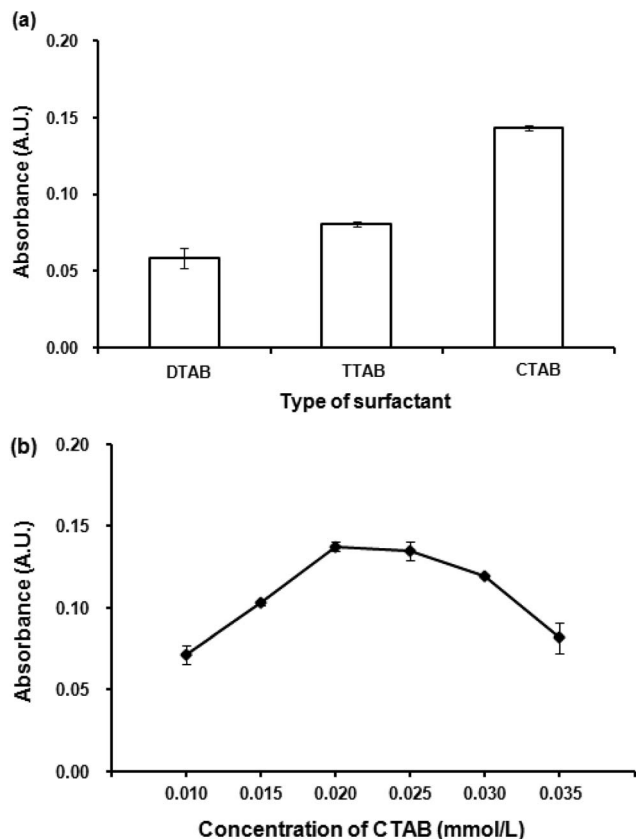 (a)
0.20
0.15
0.10
0.05
0.00
Absorbance (A.U.)
DTAB TTAB CTAB
Type of surfactant
(b)
0.20
0.15
0.10
0.05
0.00
Absorbance (A.U.)
0.010 0.015 0.020 0.025 0.030 0.035
Concentration of CTAB (mmol/L)